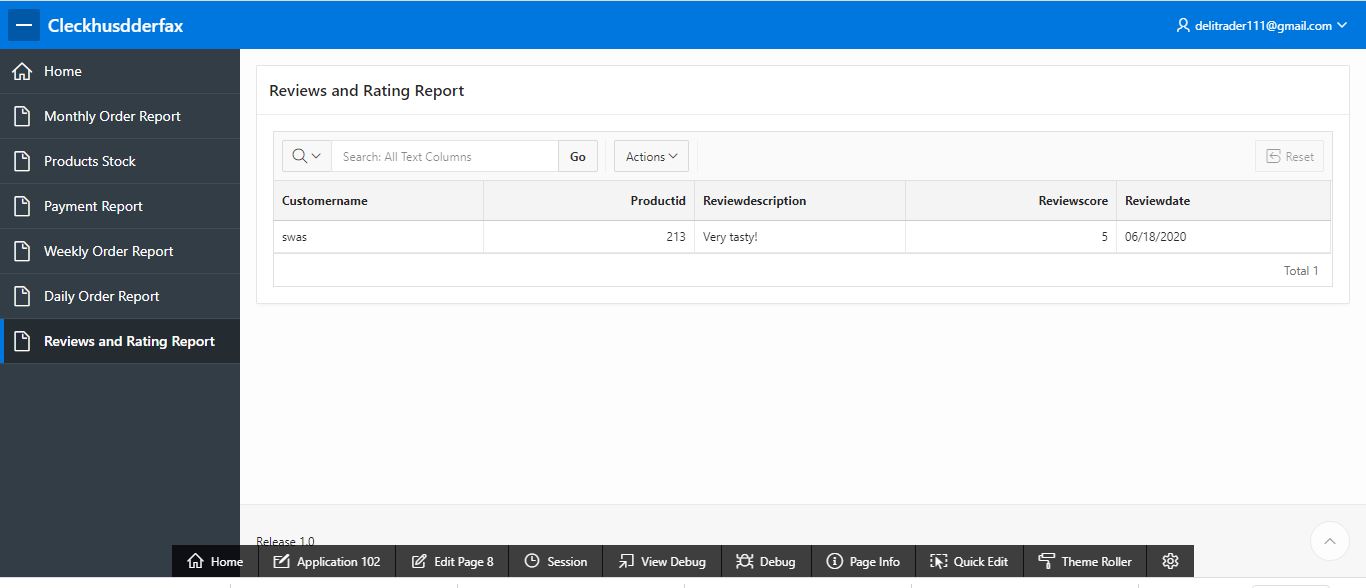 Cleckhusdderfax
delitrader111@gmail.com
Home
Monthly Order Report
Products Stock
Payment Report
Weekly Order Report
Daily Order Report
Reviews and Rating Report
Reviews and Rating Report
Search: All Text Columns Go Actions Reset
Customername Productid Reviewdescription Reviewscore Reviewdate
swas 213 Very tasty! 5 06/18/2020
Total 1
Release 1.0
Home Application 102 Edit Page 8 Session View Debug Debug Page Info Quick Edit Theme Roller